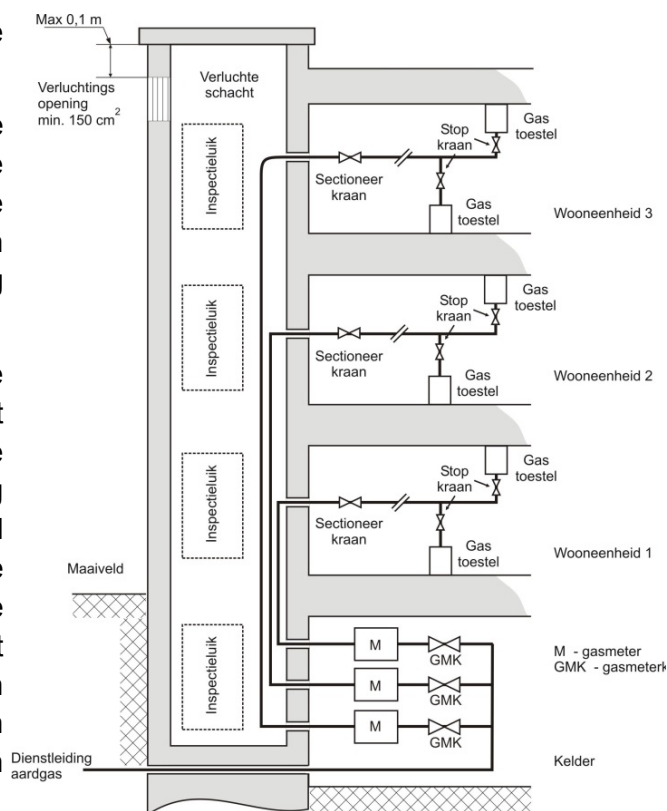 Max 0,1 m
Verluchtings
opening
min. 150 cm²
Verluchte
schacht
Inspectieluik
Sectioneer
kraan
Stop
kraan
Gas
toestel
Gas
toestel
Wooneenheid 3
Inspectieluik
Sectioneer
kraan
Stop
kraan
Gas
toestel
Gas
toestel
Wooneenheid 2
Inspectieluik
Sectioneer
kraan
Stop
kraan
Gas
toestel
Gas
toestel
Wooneenheid 1
Maaiveld
Inspectieluik
M
GMK
M
GMK
M
GMK
M - gasmeter
GMK - gasmeterk
Dienstleiding
aardgas
Kelder